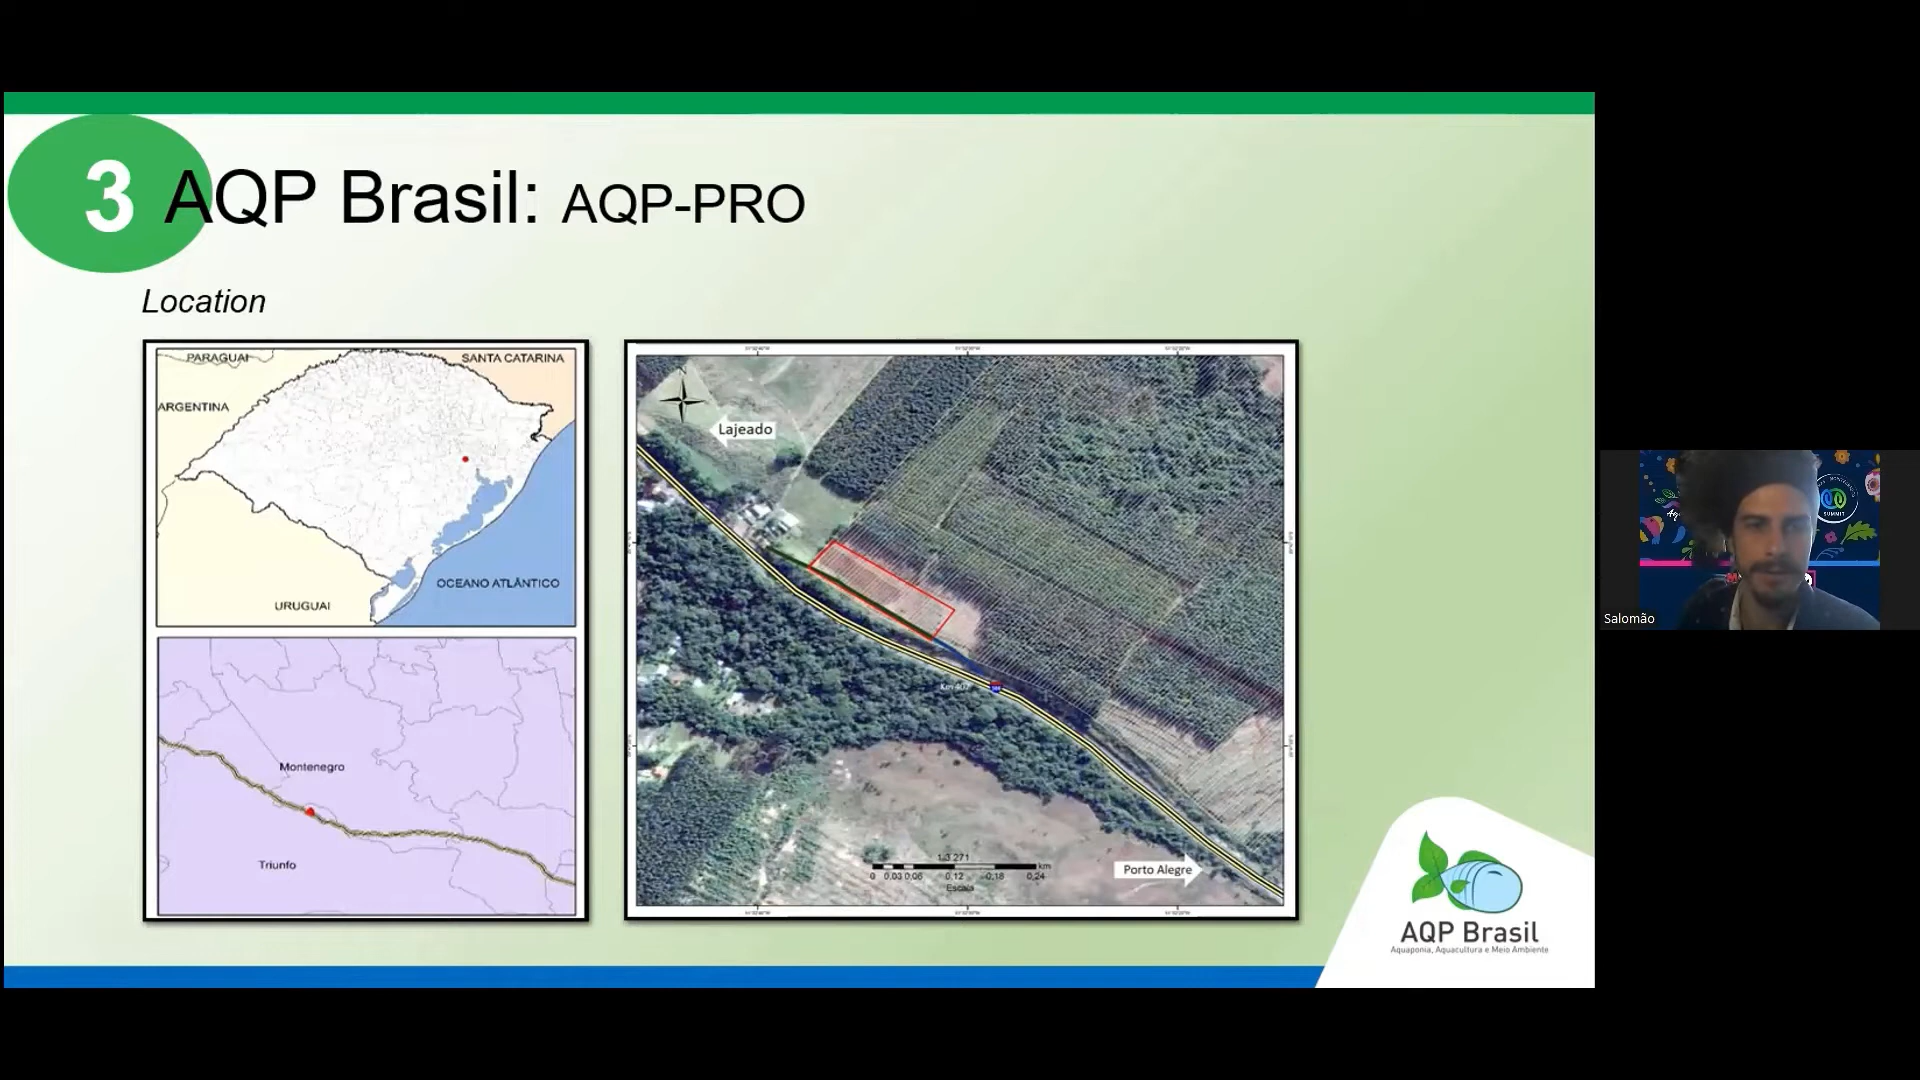 3 AQP Brasil: AQP-PRO
Location
PARAGUAI
SANTA CATARINA
ARGENTINA
OCEANO ATLÂNTICO
URUGUAI
Montenegro
Triunfo
Lajeado
1:3.271
km
0 0,03 0,06 0,12 0,18 0,24
Escala
Porto Alegre
AQP Brasil
Aquaponia, Aquacultura e Meio Ambiente
SUMMIT
Salomão